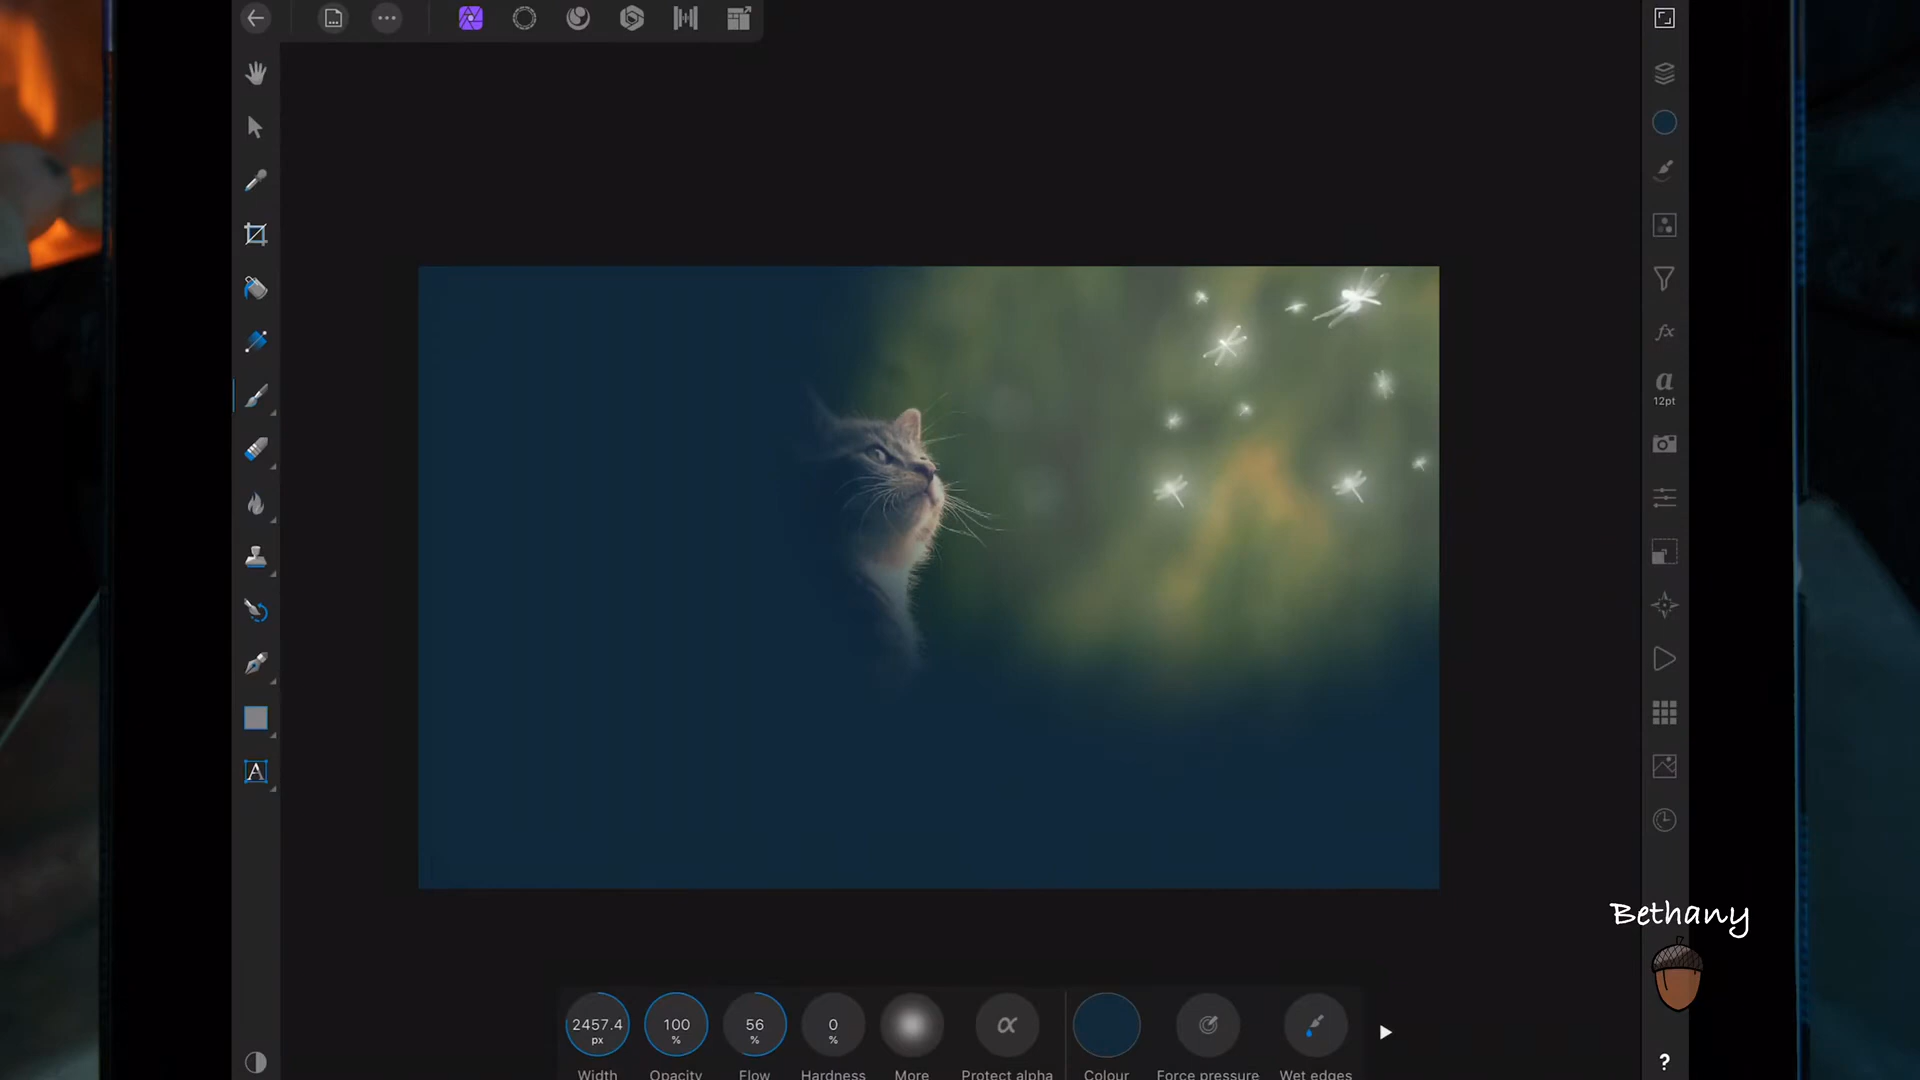 a
12pt
A
Bethany
2457.4
px
100
%
56
%
0
%
α
Width
Opacity
Flow
Hardness
More
Protect alpha
Colour
Force pressure
Wet edges
?